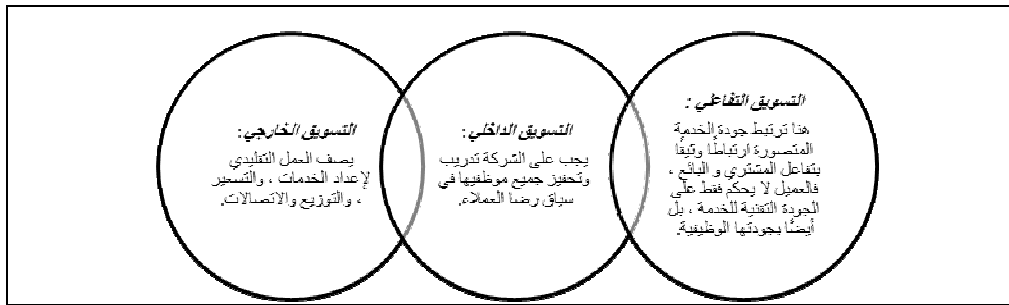 التسويق التفاعلي :
هنا ترتبط جودة الخدمة
المتصورة ارتباطًا وثيقًا
بتفاعل المشتري و البائع ،
فالعميل لا يحكم فقط على
الجودة التقنية للخدمة ، بل
أيضًا بجودتها الوظيفية.
التسويق الداخلي :
يجب على الشركة تدريب
وتحفيز جميع موظفيها في
سياق رضا العملاء.
التسويق الخارجي :
يصف العمل التقليدي
لإعداد الخدمات ، والتسعير
، والتوزيع والاتصالات.